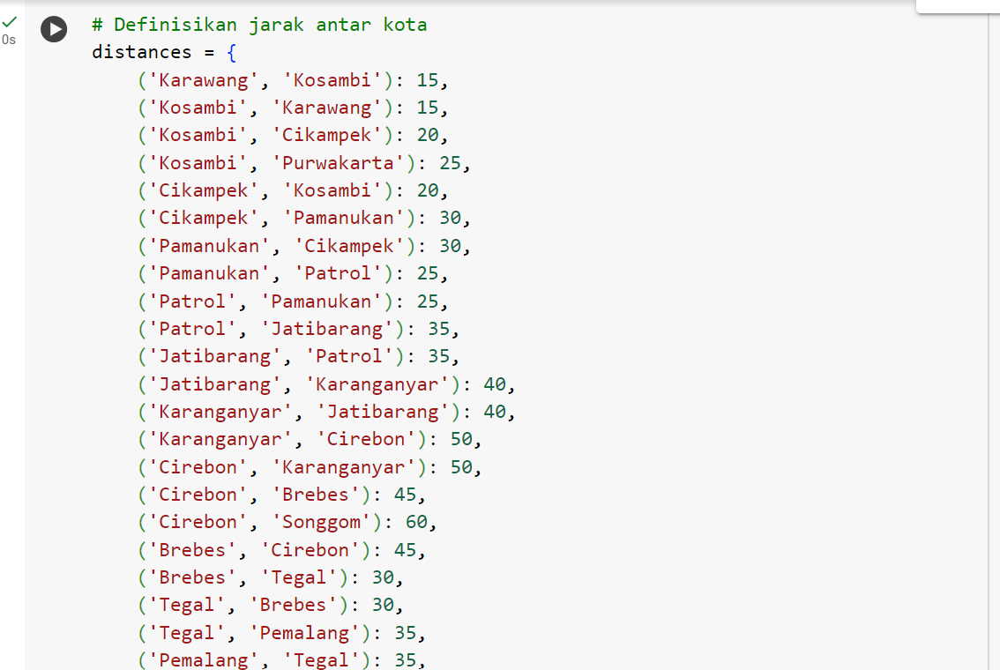 # Definisikan jarak antar kota
0s
distances = {
('Karawang', 'Kosambi'): 15,
('Kosambi', 'Karawang'): 15,
('Kosambi', 'Cikampek'): 20,
('Kosambi', 'Purwakarta'): 25,
('Cikampek', 'Kosambi'): 20,
('Cikampek', 'Pamanukan'): 30,
('Pamanukan', 'Cikampek'): 30,
('Pamanukan', 'Patrol'): 25,
('Patrol', 'Pamanukan'): 25,
('Patrol', 'Jatibarang'): 35,
('Jatibarang', 'Patrol'): 35,
('Jatibarang', 'Karanganyar'): 40,
('Karanganyar', 'Jatibarang'): 40,
('Karanganyar', 'Cirebon'): 50,
('Cirebon', 'Karanganyar'): 50,
('Cirebon', 'Brebes'): 45,
('Cirebon', 'Songgom'): 60,
('Brebes', 'Cirebon'): 45,
('Brebes', 'Tegal'): 30,
('Tegal', 'Brebes'): 30,
('Tegal', 'Pemalang'): 35,
('Pemalang', 'Tegal'): 35,